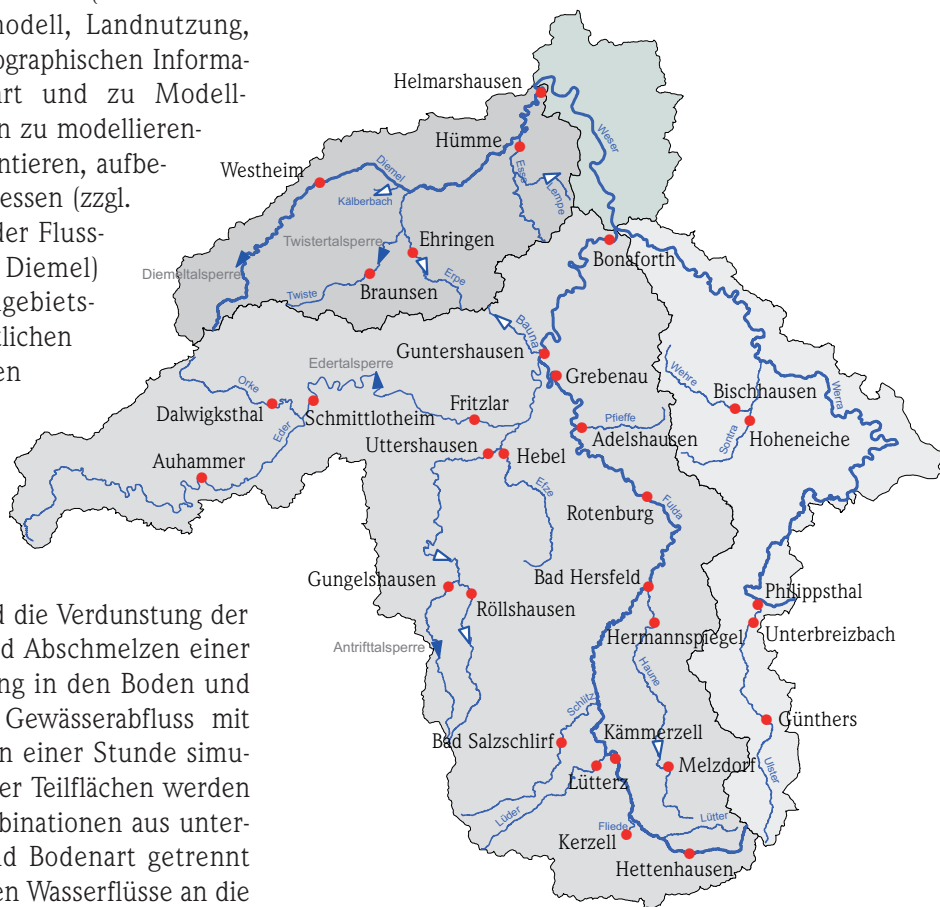 modell, Landnutzung,
ographischen Informa-
art und zu Modell-
n zu modellieren-
ntieren, aufbe-
essen (zzgl.
der Fluss-
Diemel)
gebiets-
tlichen
en
d die Verdunstung der
d Abschmelzen einer
ng in den Boden und
Gewässerabfluss mit
n einer Stunde simu-
er Teilflächen werden
binationen aus unter-
nd Bodenart getrennt
en Wasserflüsse an die
Helmarshausen
Weser
Hümme
Esse
Lempe
Westheim
Diemel
Kälberbach
Twistertalsperre
Ehringen
Diemeltalsperre
Braunsen
Erpe
Twiste
Bonaforth
Bauna
Guntershausen
Edertalsperre
Grebenau
Wehre
Bischhausen
Werra
Orke
Dalwigksthal
Schmittlotheim
Fritzlar
Pfieffe
Adelshausen
Sontra
Hoheneiche
Eder
Uttershausen
Hebel
Auhammer
Efze
Rotenburg
Fulda
Gungelshausen
Röllshausen
Bad Hersfeld
Philippsthal
Hermannspiegel
Unterbreizbach
Antrifttalsperre
Haune
Schlitz
Günthers
Bad Salzschlirf
Kämmerzell
Lütterz
Melzdorf
Ulster
Lüder
Fliede
Lütter
Kerzell
Hettenhausen